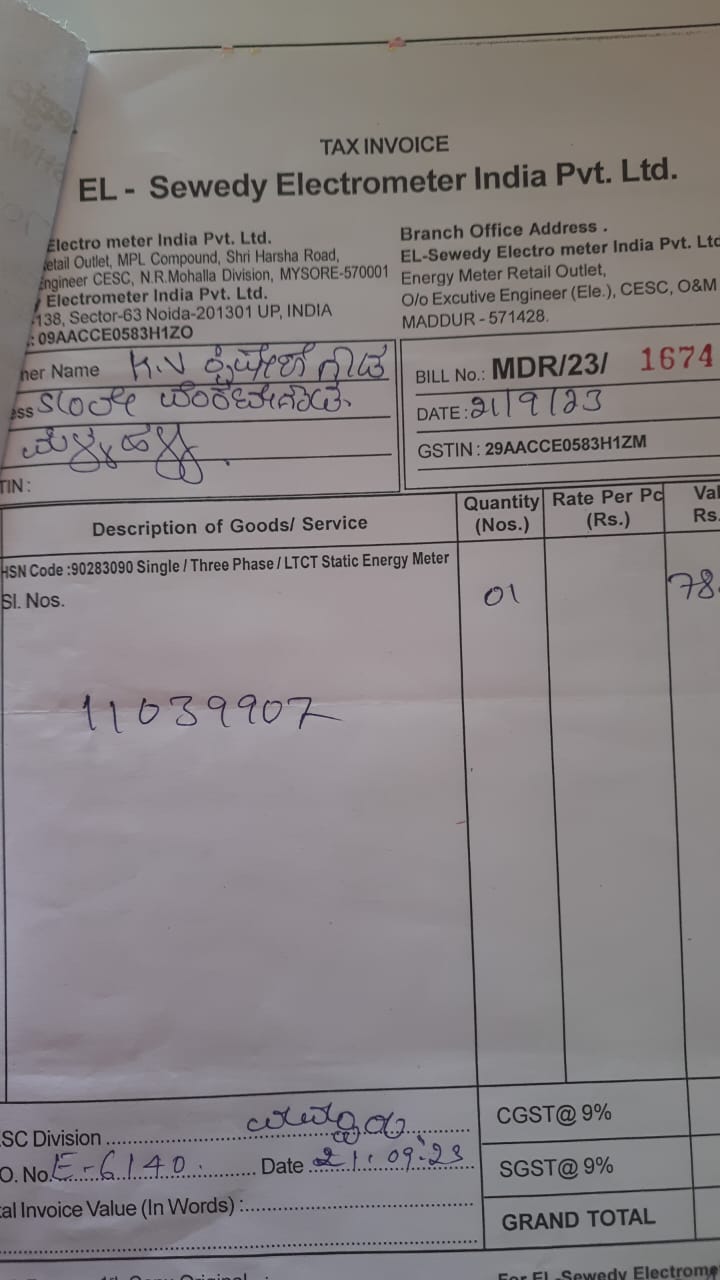 TAX INVOICE
EL - Sewedy Electrometer India Pvt. Ltd.
Electro meter India Pvt. Ltd.
etail Outlet, MPL Compound, Shri Harsha Road,
ngineer CESC, N.R.Mohalla Division, MYSORE-570001
Electrometer India Pvt. Ltd.
138, Sector-63 Noida-201301 UP, INDIA
: 09AACCE0583H1ZO
Branch Office Address .
EL-Sewedy Electro meter India Pvt. Ltd
Energy Meter Retail Outlet,
O/o Excutive Engineer (Ele.), CESC, O&M
MADDUR - 571428.
ner Name K.V
ess
TIN :
BILL No.: MDR/23/ 1674
DATE : 21/9/23
GSTIN : 29AACCE0583H1ZM
Description of Goods/ Service
Quantity (Nos.)
Rate Per Pc (Rs.)
Val Rs.
HSN Code :90283090 Single / Three Phase / LTCT Static Energy Meter
Sl. Nos.
01
78
11039907
SC Division
O. No. E-6140. Date 21.09.23
al Invoice Value (In Words) :
CGST@ 9%
SGST@ 9%
GRAND TOTAL
For EL-Sewedy Electrome